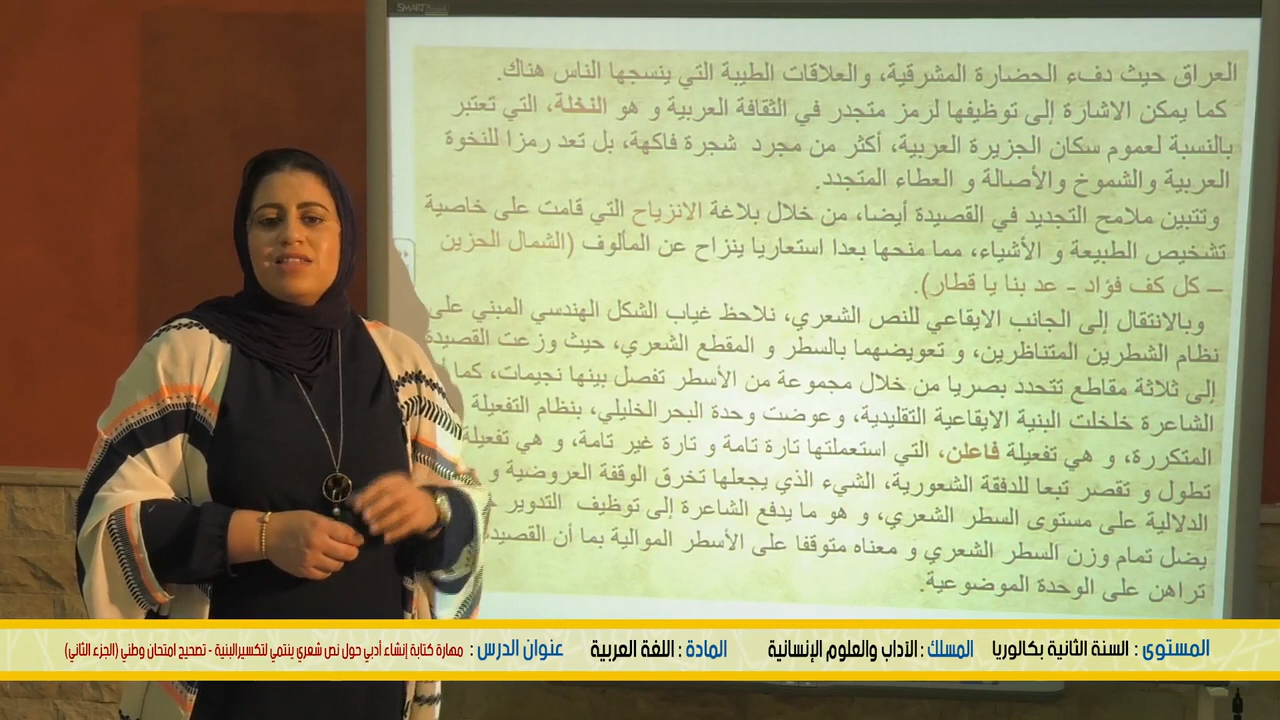 SMART
العراق حيث دفء الحضارة المشرقية، والعلاقات الطيبة التي ينسجها الناس هناك.
كما يمكن الاشارة إلى توظيفها لرمز متجدر في الثقافة العربية و هو النخلة، التي تعتبر
بالنسبة لعموم سكان الجزيرة العربية، أكثر من مجرد شجرة فاكهة، بل تعد رمزا للنخوة
العربية والشموخ والأصالة و العطاء المتجدد.
وتتبين ملامح التجديد في القصيدة أيضا، من خلال بلاغة الانزياح التي قامت على خاصية
تشخيص الطبيعة و الأشياء، مما منحها بعدا استعاريا ينزاح عن المألوف (الشمال الحزين
– كل كف فؤاد - عد بنا يا قطار).
وبالانتقال إلى الجانب الايقاعي للنص الشعري، نلاحظ غياب الشكل الهندسي المبني على
نظام الشطرين المتناظرين، و تعويضهما بالسطر و المقطع الشعري، حيث وزعت القصيدة
إلى ثلاثة مقاطع تتحدد بصريا من خلال مجموعة من الأسطر تفصل بينها نجيمات، كما أ
الشاعرة خلخلت البنية الايقاعية التقليدية، وعوضت وحدة البحر الخليلي، بنظام التفعيلة
المتكررة، و هي تفعيلة فاعلن، التي استعملتها تارة تامة و تارة غير تامة، و هي تفعيلة
تطول و تقصر تبعا للدفقة الشعورية، الشيء الذي يجعلها تخرق الوقفة العروضية و
الدلالية على مستوى السطر الشعري، و هو ما يدفع الشاعرة إلى توظيف التدوير
يضل تمام وزن السطر الشعري و معناه متوقفا على الأسطر الموالية بما أن القصيد
تراهن على الوحدة الموضوعية.
المستوى : السنة الثانية بكالوريا المسلك : الآداب والعلوم الإنسانية المادة : اللغة العربية عنوان الدرس : مهارة كتابة إنشاء أدبي حول نص شعري ينتمي لتكسيرالبنية - تصحيح امتحان وطني (الجزء الثاني)